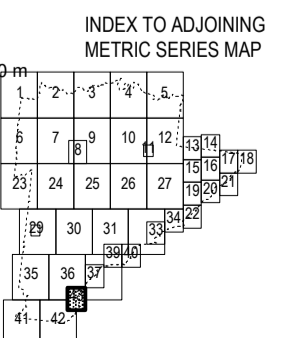 INDEX TO ADJOINING
METRIC SERIES MAP
0 m
1 2 3 4 5
6 7 8 9 10 11 12
13 14
15 16 17 18
23 24 25 26 27 19 20 21
22
29 30 31 33 34
39 40
35 36 37
41 42